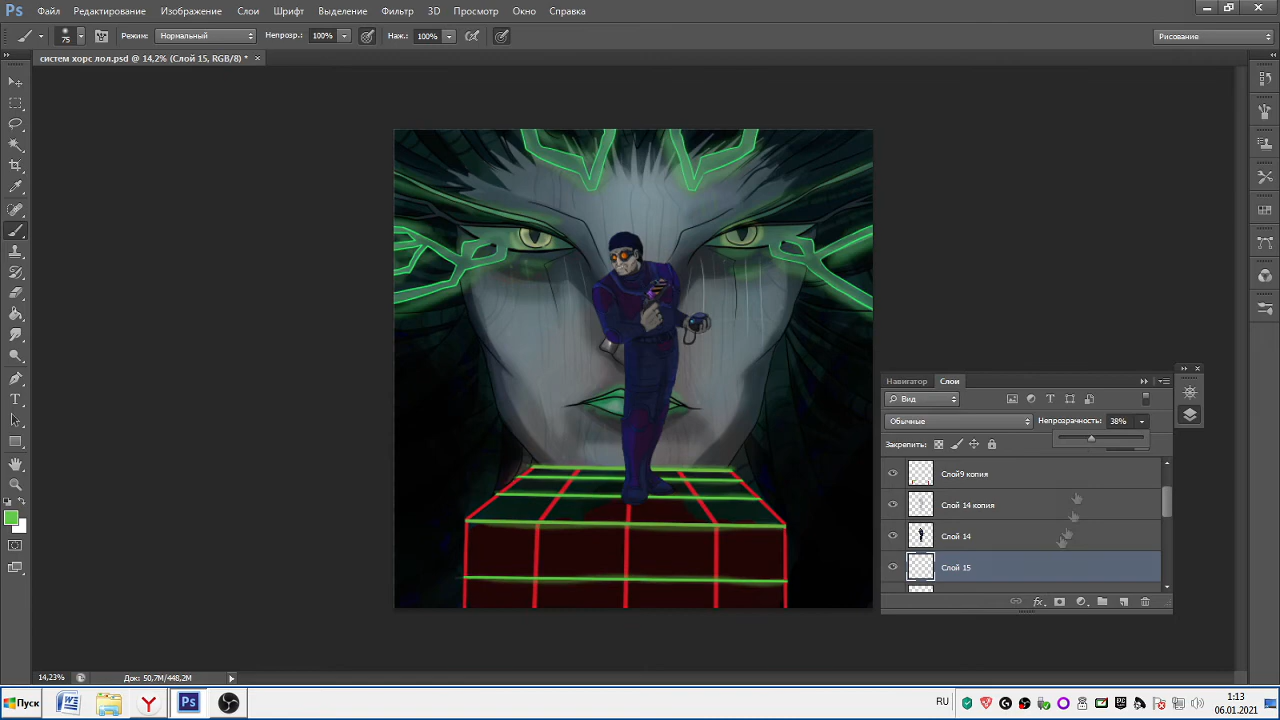 Ps Файл Редактирование Изображение Слои Шрифт Выделение Фильтр 3D Просмотр Окно Справка
75 Режим: Нормальный Непрозр.: 100% Наж.: 100% Рисование
систем хорс лол.psd @ 14,2% (Слой 15, RGB/8) *
Навигатор Слои
Вид
Обычные Непрозрачность: 38%
Закрепить:
Слой9 копия
Слой 14 копия
Слой 14
Слой 15
14,23% Док: 50,7M/448,2M
Пуск RU 1:13
06.01.2021